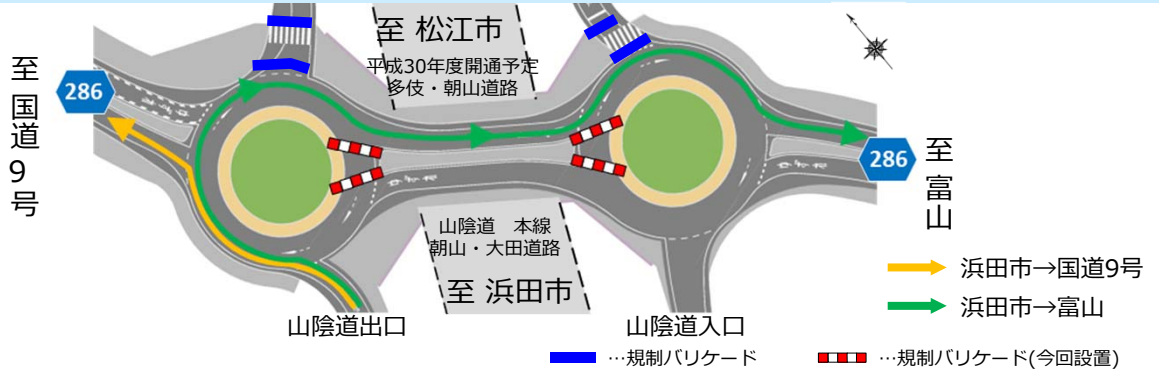 至 松江市
平成30年度開通予定
多伎・朝山道路
至国道9号
286
286
至富山
山陰道 本線
朝山・大田道路
至 浜田市
浜田市→国道9号
浜田市→富山
山陰道出口
山陰道入口
…規制バリケード
…規制バリケード(今回設置)